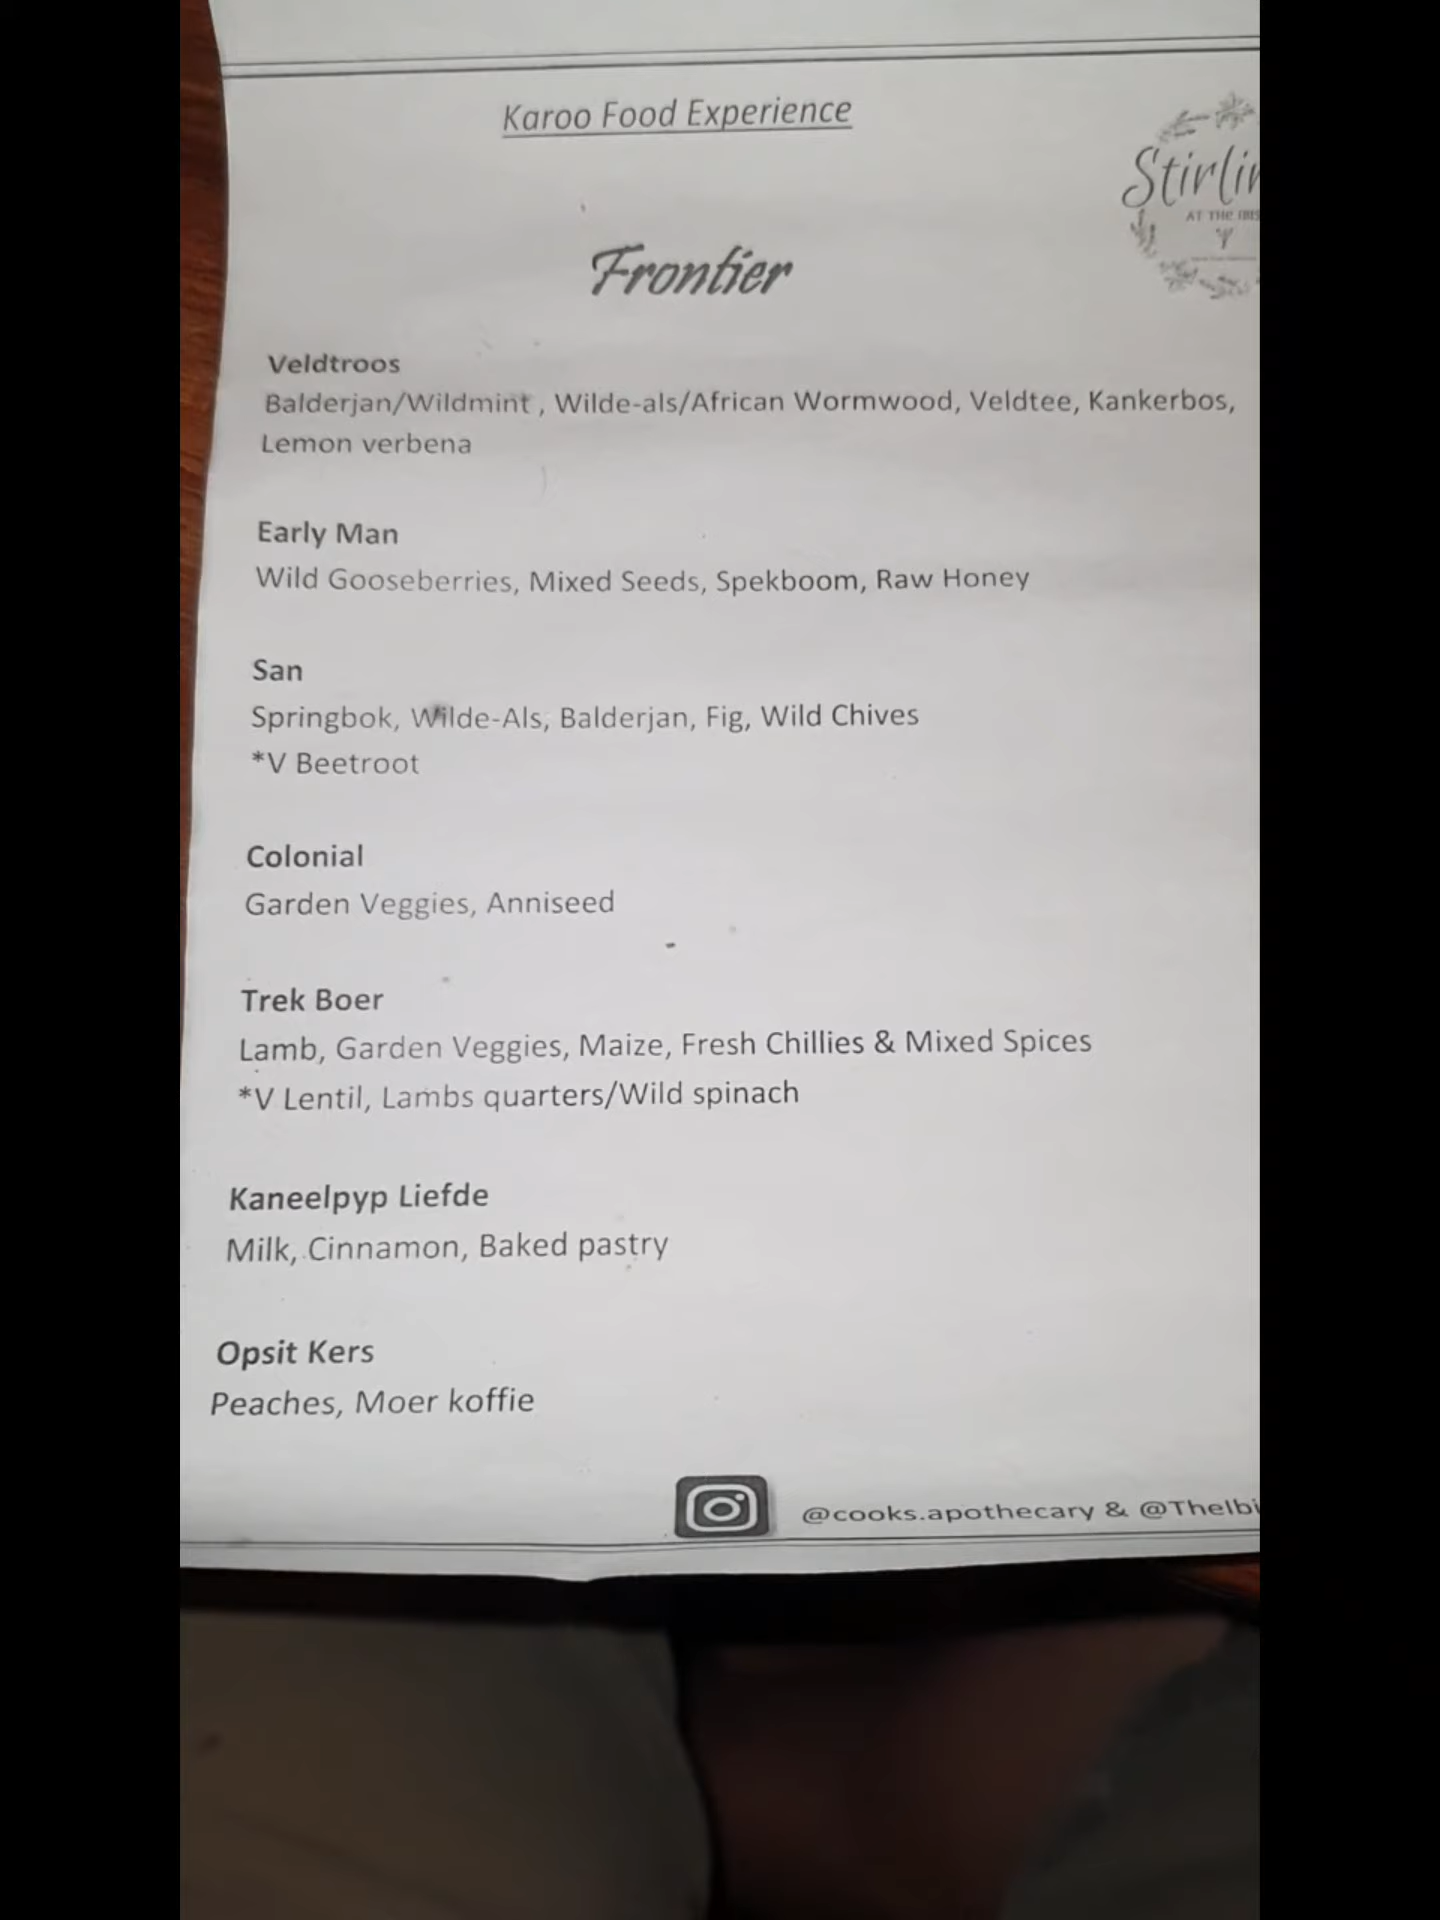 Karoo Food Experience
AT THE
Frontier
Veldtroos
Balderjan/Wildmint , Wilde-als/African Wormwood, Veldtee, Kankerbos,
Lemon verbena
Early Man
Wild Gooseberries, Mixed Seeds, Spekboom, Raw Honey
San
Springbok, Wilde-Als, Balderjan, Fig, Wild Chives
*V Beetroot
Colonial
Garden Veggies, Anniseed
Trek Boer
Lamb, Garden Veggies, Maize, Fresh Chillies & Mixed Spices
*V Lentil, Lambs quarters/Wild spinach
Kaneelpyp Liefde
Milk, Cinnamon, Baked pastry
Opsit Kers
Peaches, Moer koffie
@cooks.apothecary & @TheIbi